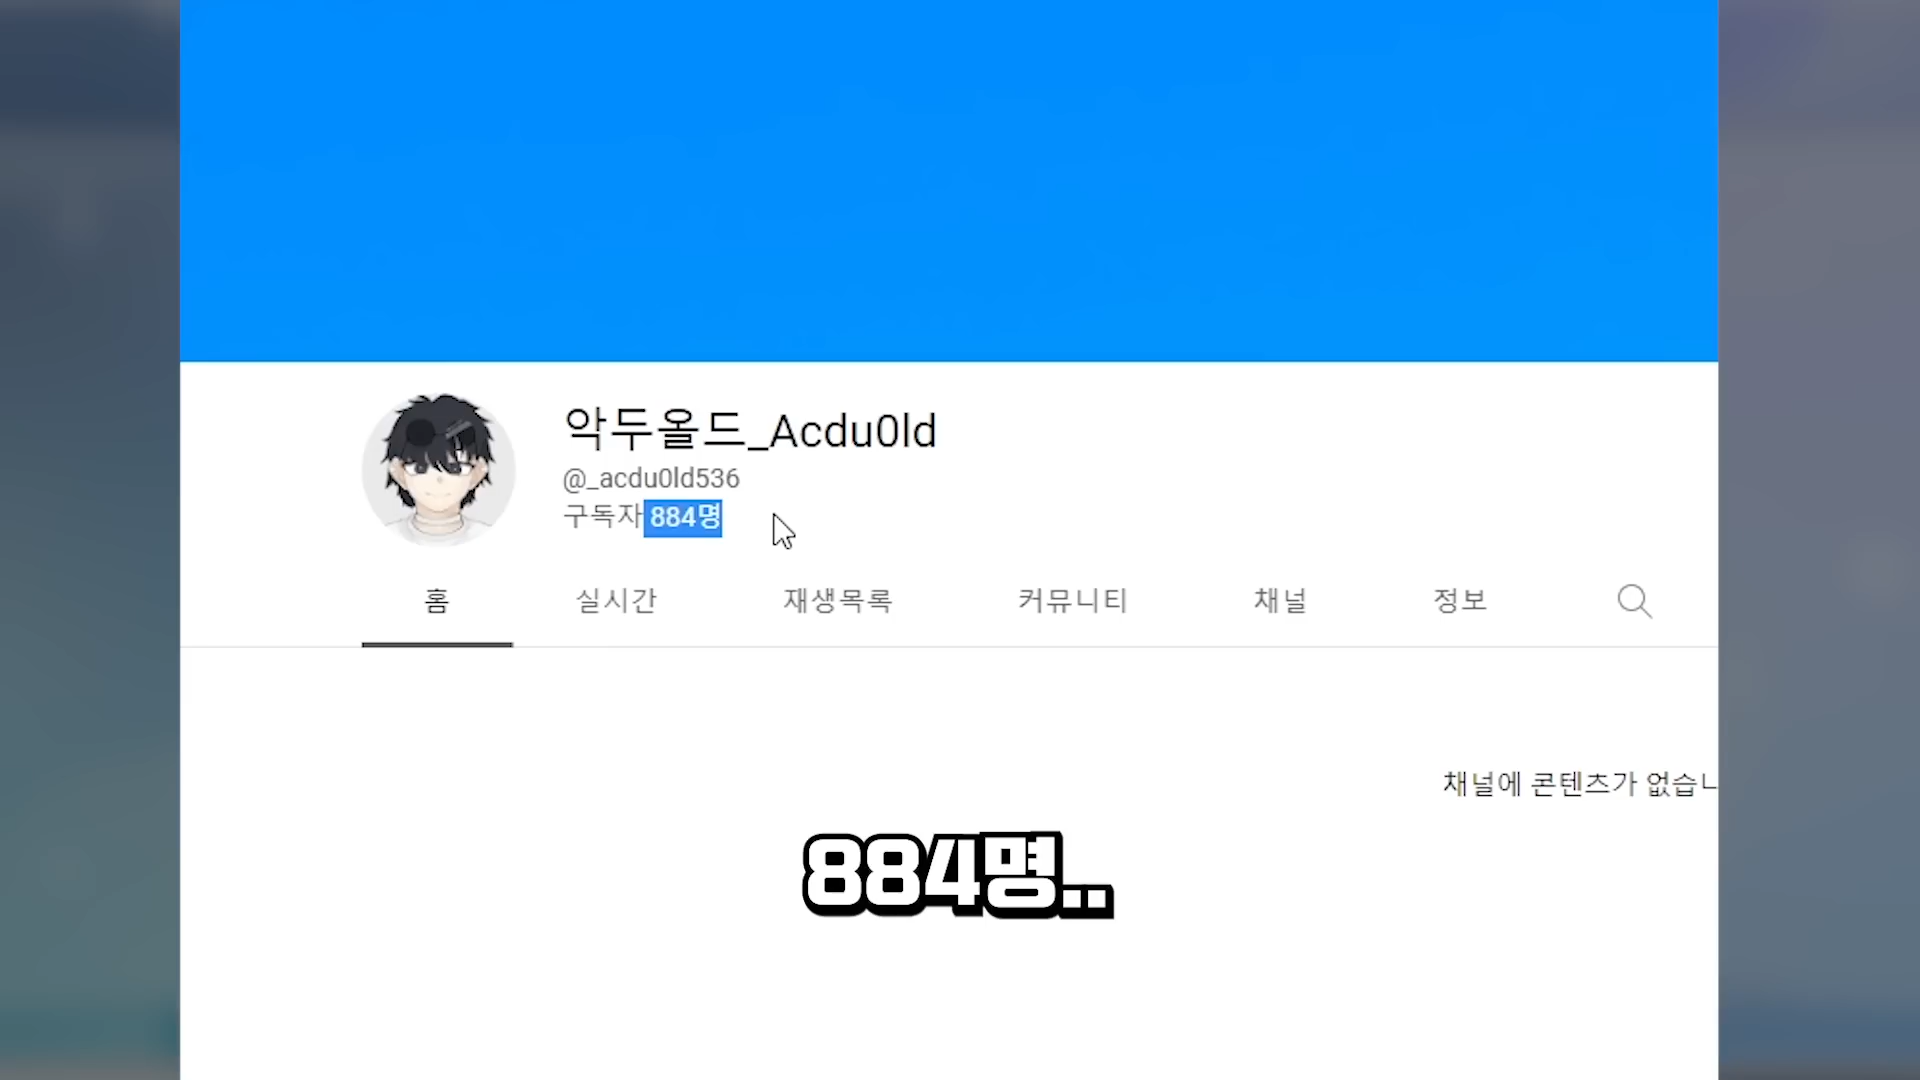 악두올드_Acdu0ld
@_acdu0ld536
구독자 884명
홈 실시간 재생목록 커뮤니티 채널 정보
채널에 콘텐츠가 없습니
884명..